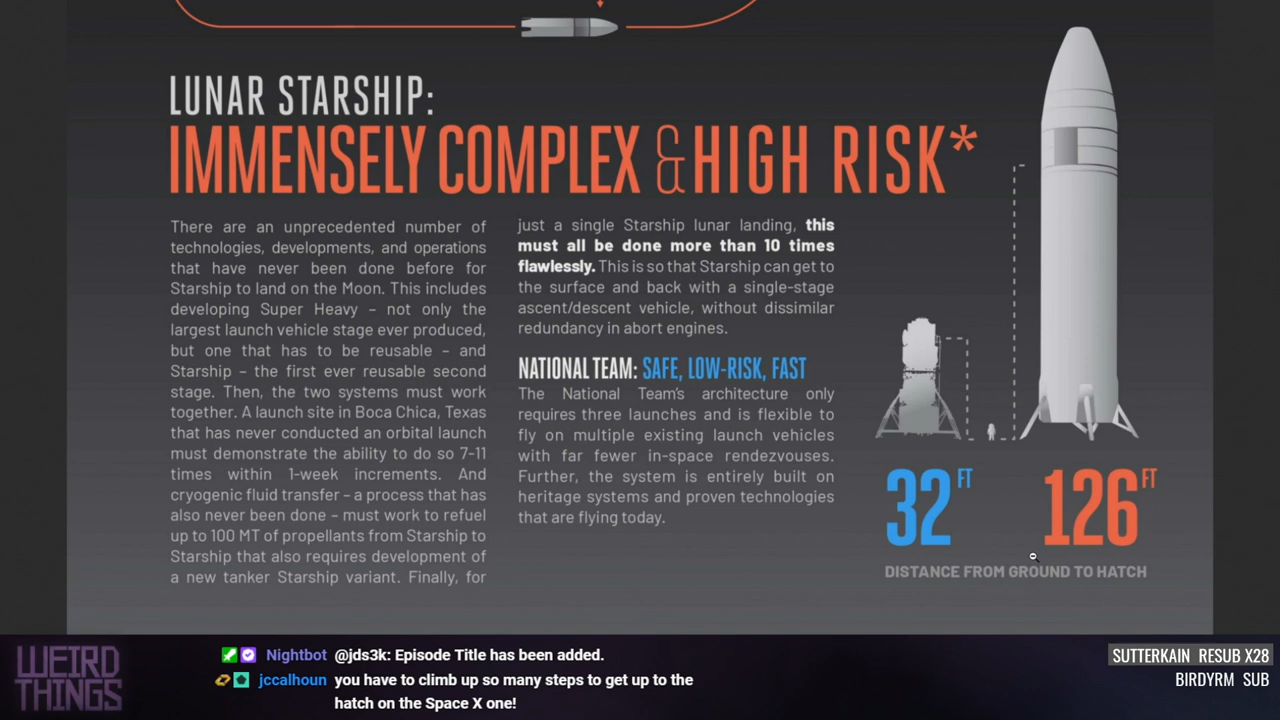 LUNAR STARSHIP:
IMMENSELY COMPLEX & HIGH RISK*
There are an unprecedented number of
technologies, developments, and operations
that have never been done before for
Starship to land on the Moon. This includes
developing Super Heavy – not only the
largest launch vehicle stage ever produced,
but one that has to be reusable – and
Starship – the first ever reusable second
stage. Then, the two systems must work
together. A launch site in Boca Chica, Texas
that has never conducted an orbital launch
must demonstrate the ability to do so 7-11
times within 1-week increments. And
cryogenic fluid transfer – a process that has
also never been done – must work to refuel
up to 100 MT of propellants from Starship to
Starship that also requires development of
a new tanker Starship variant. Finally, for
just a single Starship lunar landing, this
must all be done more than 10 times
flawlessly. This is so that Starship can get to
the surface and back with a single-stage
ascent/descent vehicle, without dissimilar
redundancy in abort engines.
NATIONAL TEAM: SAFE, LOW-RISK, FAST
The National Team's architecture only
requires three launches and is flexible to
fly on multiple existing launch vehicles
with far fewer in-space rendezvouses.
Further, the system is entirely built on
heritage systems and proven technologies
that are flying today.
32 FT
126 FT
DISTANCE FROM GROUND TO HATCH
WEIRD
THINGS
Nightbot @jds3k: Episode Title has been added.
jccalhoun you have to climb up so many steps to get up to the
hatch on the Space X one!
SUTTERKAIN RESUB X28
BIRDYRM SUB